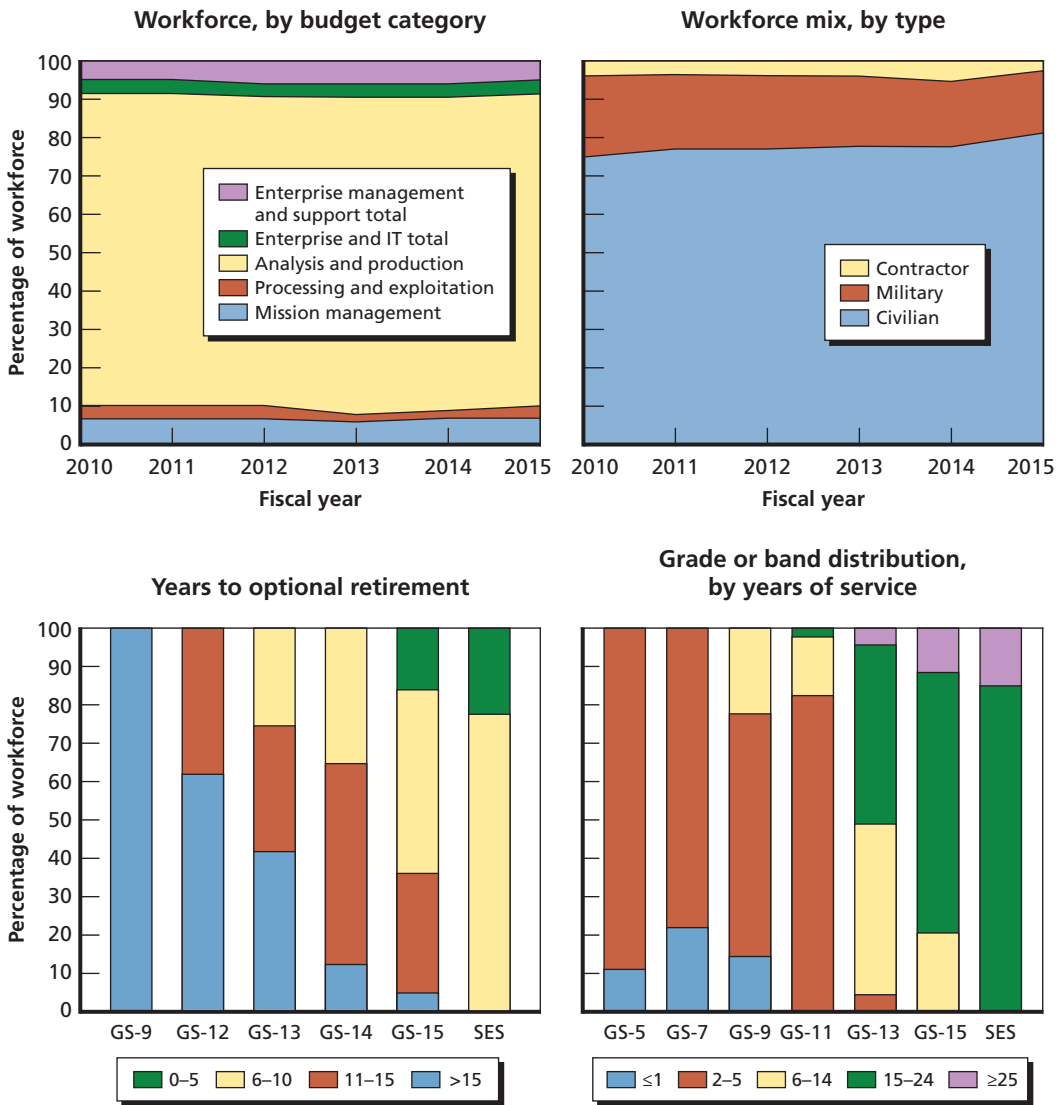 Workforce, by budget category
Percentage of workforce
100
90
80
70
60
50
40
30
20
10
0
Enterprise management
and support total
Enterprise and IT total
Analysis and production
Processing and exploitation
Mission management
2010 2011 2012 2013 2014 2015
Fiscal year
Workforce mix, by type
Contractor
Military
Civilian
2010 2011 2012 2013 2014 2015
Fiscal year
Years to optional retirement
Percentage of workforce
100
90
80
70
60
50
40
30
20
10
0
GS-9 GS-12 GS-13 GS-14 GS-15 SES
0–5 6–10 11–15 >15
Grade or band distribution,
by years of service
GS-5 GS-7 GS-9 GS-11 GS-13 GS-15 SES
≤1 2–5 6–14 15–24 ≥25